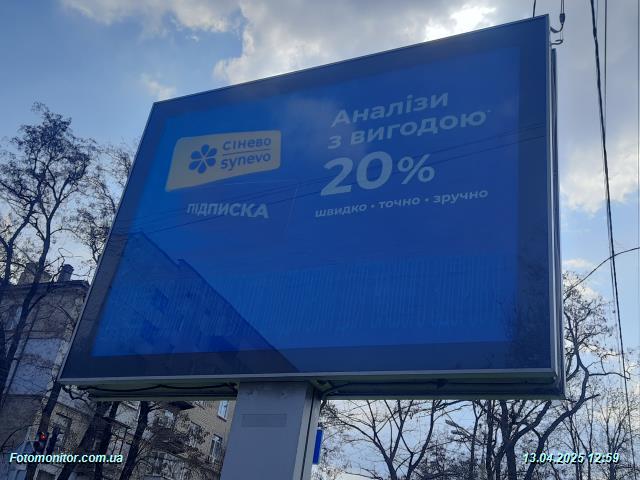 Сінево
Synevo
ПІДПИСКА
Аналізи
з вигодою*
20%
швидко • точно • зручно
Fotomonitor.com.ua
13.04.2025 12:59